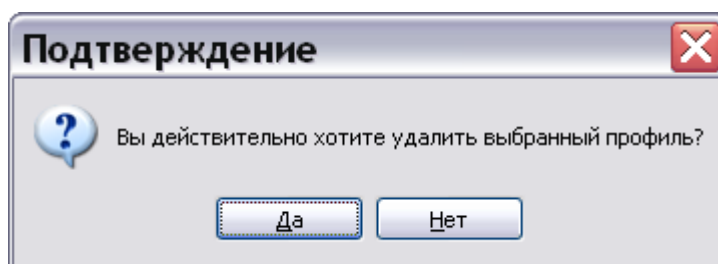 Подтверждение
Вы действительно хотите удалить выбранный профиль?
Да
Нет